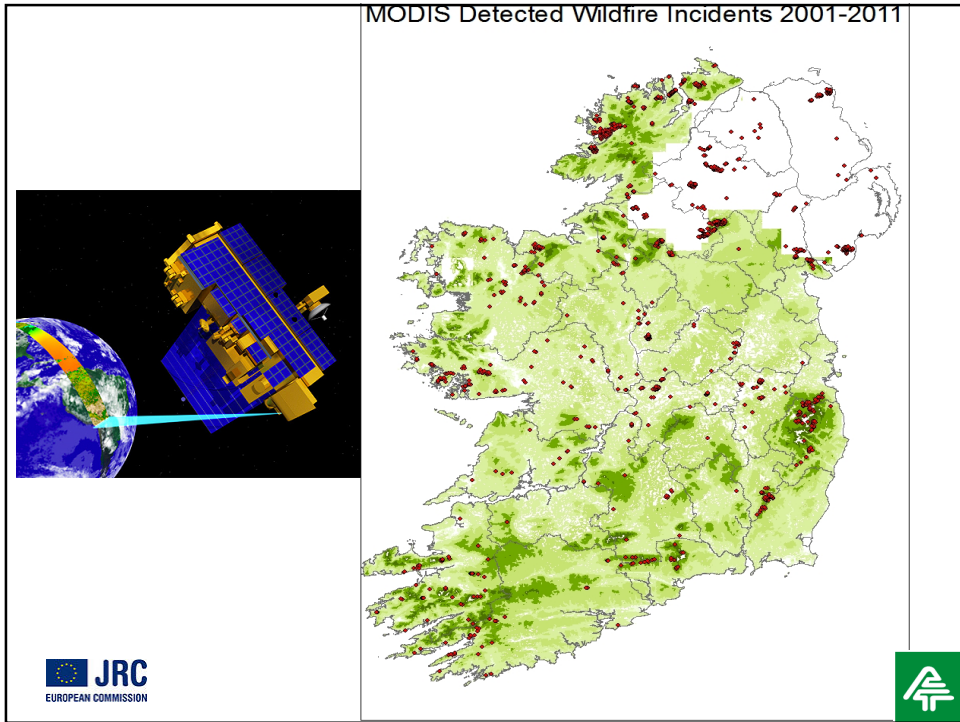 MODIS Detected Wildfire Incidents 2001-2011
JRC
EUROPEAN COMMISSION